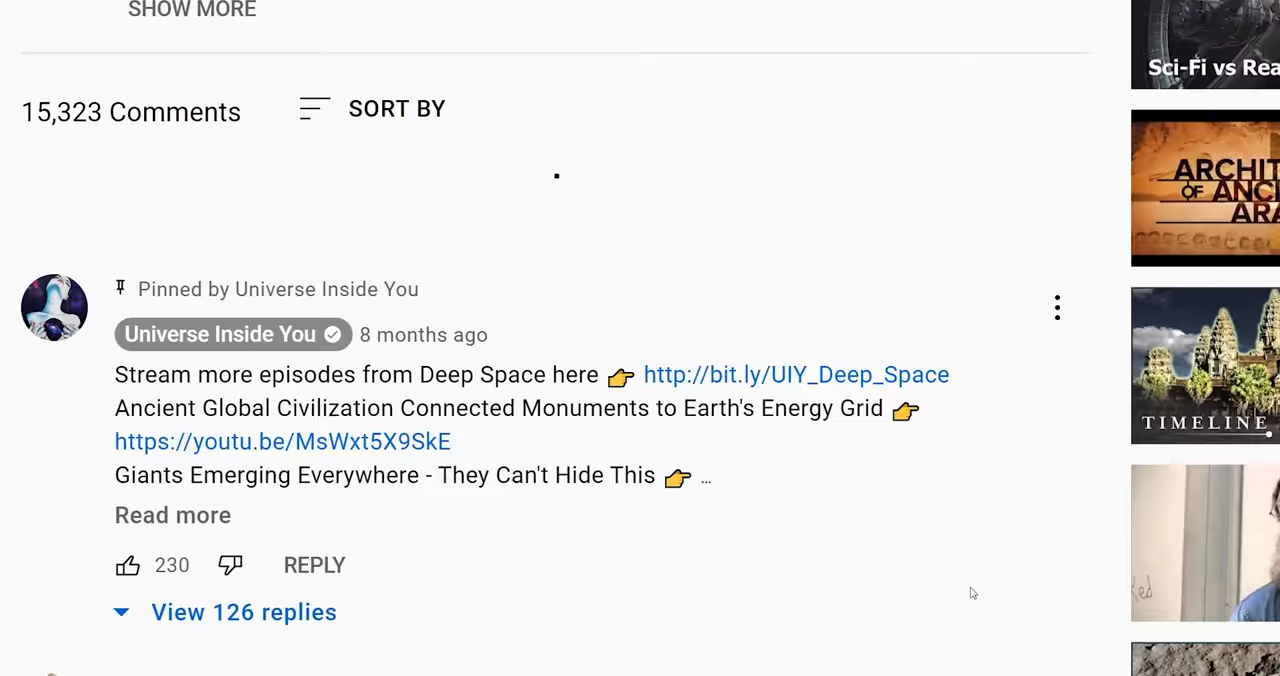 SHOW MORE
15,323 Comments
SORT BY
Pinned by Universe Inside You
Universe Inside You
8 months ago
Stream more episodes from Deep Space here 👉 http://bit.ly/UIY_Deep_Space
Ancient Global Civilization Connected Monuments to Earth's Energy Grid 👉
https://youtu.be/MsWxt5X9SkE
Giants Emerging Everywhere - They Can't Hide This 👉 ...
Read more
230
REPLY
View 126 replies
Sci-Fi vs Rea
ARCHIT
OF ANCI
ARA
TIMELINE